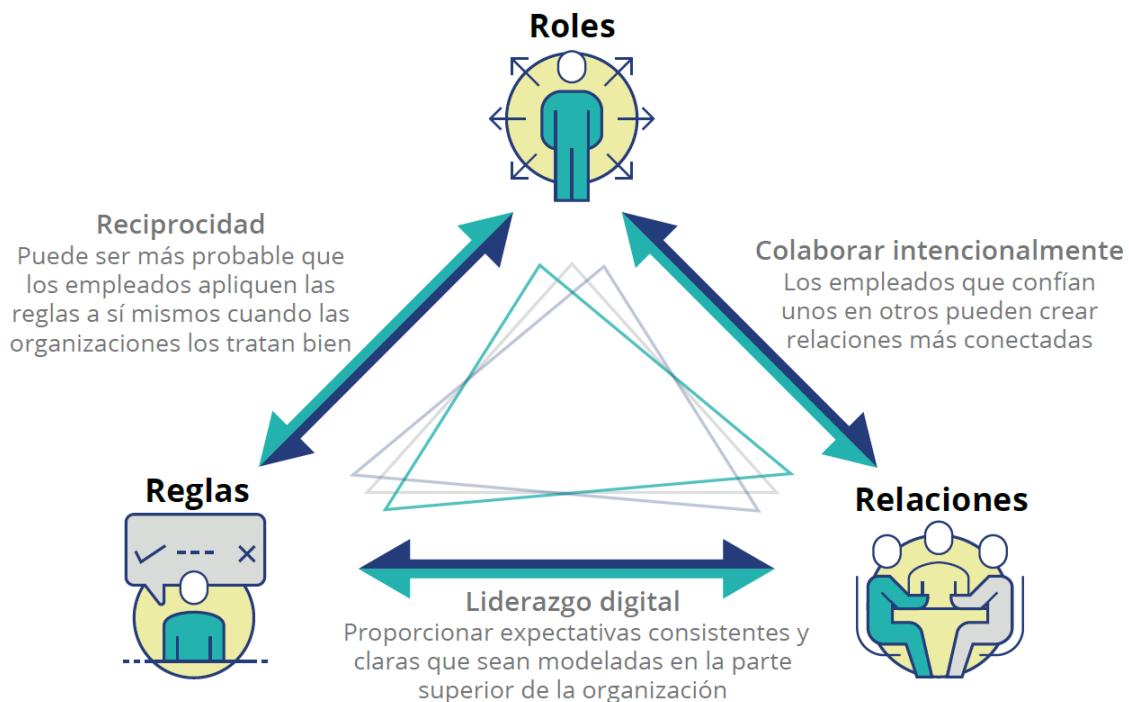 Roles
Reciprocidad
Puede ser más probable que
los empleados apliquen las
reglas a sí mismos cuando las
organizaciones los tratan bien
Colaborar intencionalmente
Los empleados que confían
unos en otros pueden crear
relaciones más conectadas
Reglas
Relaciones
Liderazgo digital
Proporcionar expectativas consistentes y
claras que sean modeladas en la parte
superior de la organización